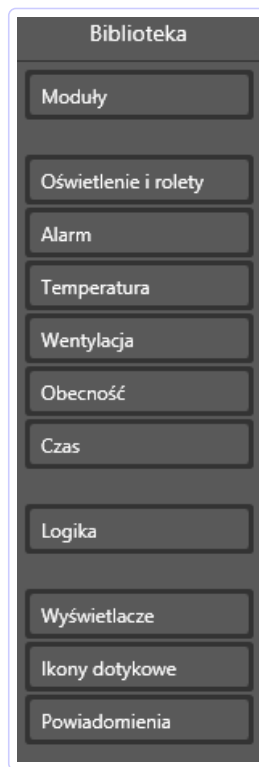 Biblioteka
Moduły
Oświetlenie i rolety
Alarm
Temperatura
Wentylacja
Obecność
Czas
Logika
Wyświetlacze
Ikony dotykowe
Powiadomienia